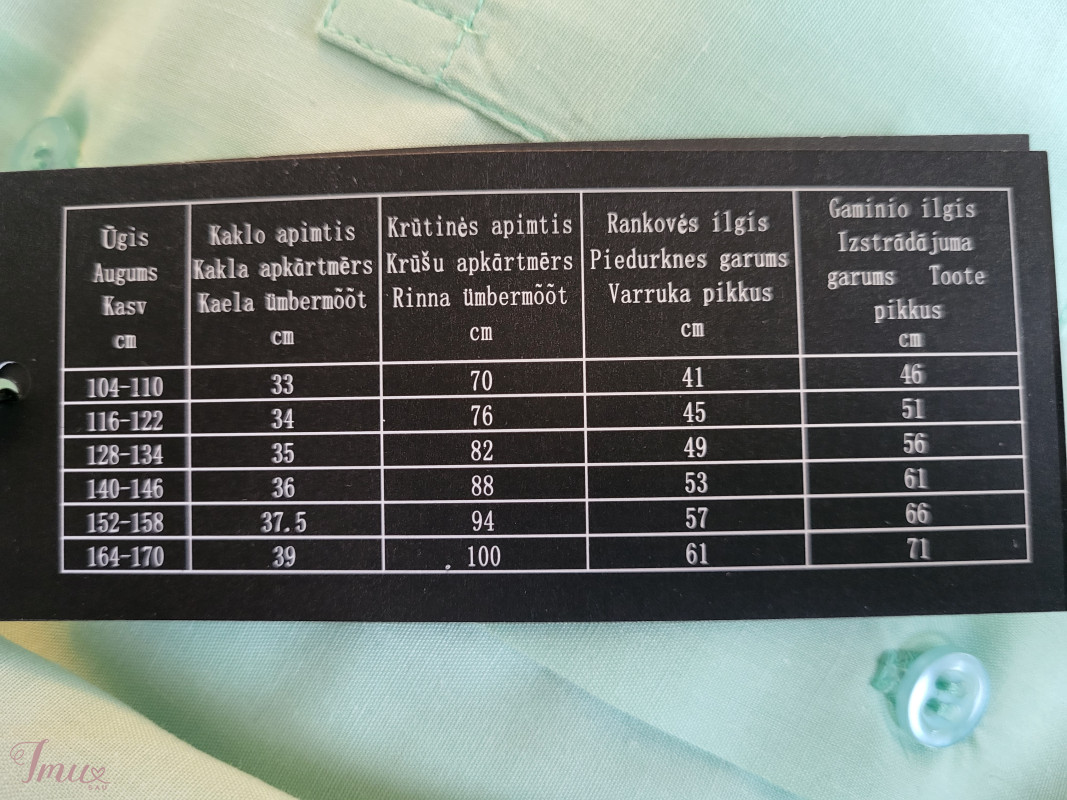 Ūgis
Augums
Kasv
cm
Kaklo apimtis
Kakla apkārtmērs
Kaela ümbermõõt
cm
Krūtinės apimtis
Krūšu apkārtmērs
Rinna ümbermõõt
cm
Rankovės ilgis
Piedurknes garums
Varruka pikkus
cm
Gaminio ilgis
Izstrādājuma
garums Toote
pikkus
cm
104-110 33 70 41 46
116-122 34 76 45 51
128-134 35 82 49 56
140-146 36 88 53 61
152-158 37.5 94 57 66
164-170 39 100 61 71
Imu